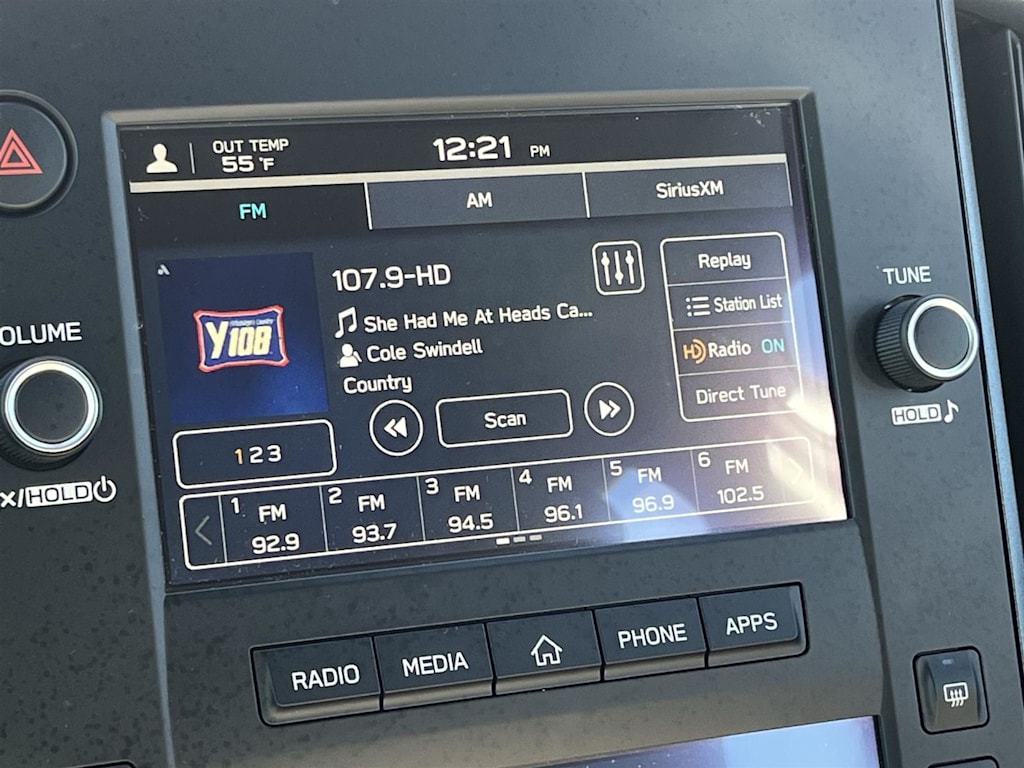 OUT TEMP
55 °F
12:21 PM
FM
AM
SiriusXM
Y108
107.9-HD
She Had Me At Heads Ca...
Cole Swindell
Country
Replay
Station List
HD Radio ON
Direct Tune
Scan
1 2 3
1 FM 92.9
2 FM 93.7
3 FM 94.5
4 FM 96.1
5 FM 96.9
6 FM 102.5
OLUME
×/HOLD
TUNE
HOLD
RADIO
MEDIA
PHONE
APPS